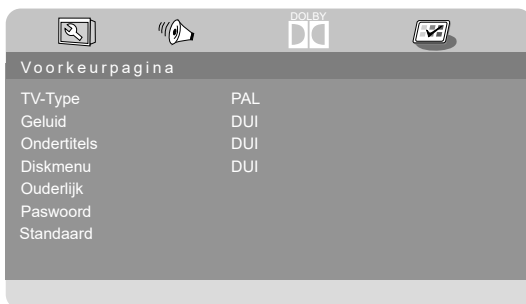 DOLBY
Voorkeurpagina
TV-Type PAL
Geluid DUI
Ondertitels DUI
Diskmenu DUI
Ouderlijk
Paswoord
Standaard